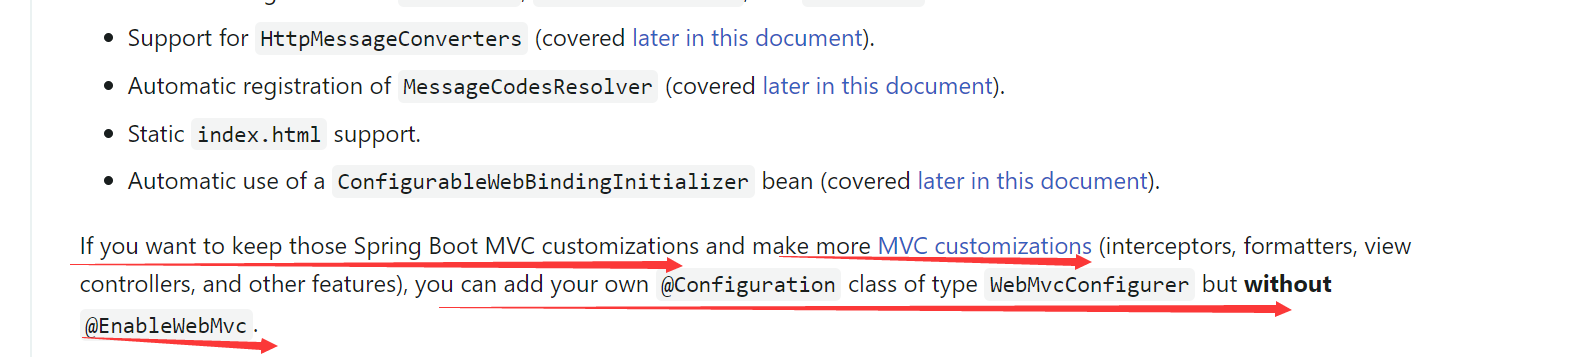 Support for HttpMessageConverters (covered later in this document).
Automatic registration of MessageCodesResolver (covered later in this document).
Static index.html support.
Automatic use of a ConfigurableWebBindingInitializer bean (covered later in this document).
If you want to keep those Spring Boot MVC customizations and make more MVC customizations (interceptors, formatters, view
controllers, and other features), you can add your own @Configuration class of type WebMvcConfigurer but without
@EnableWebMvc.